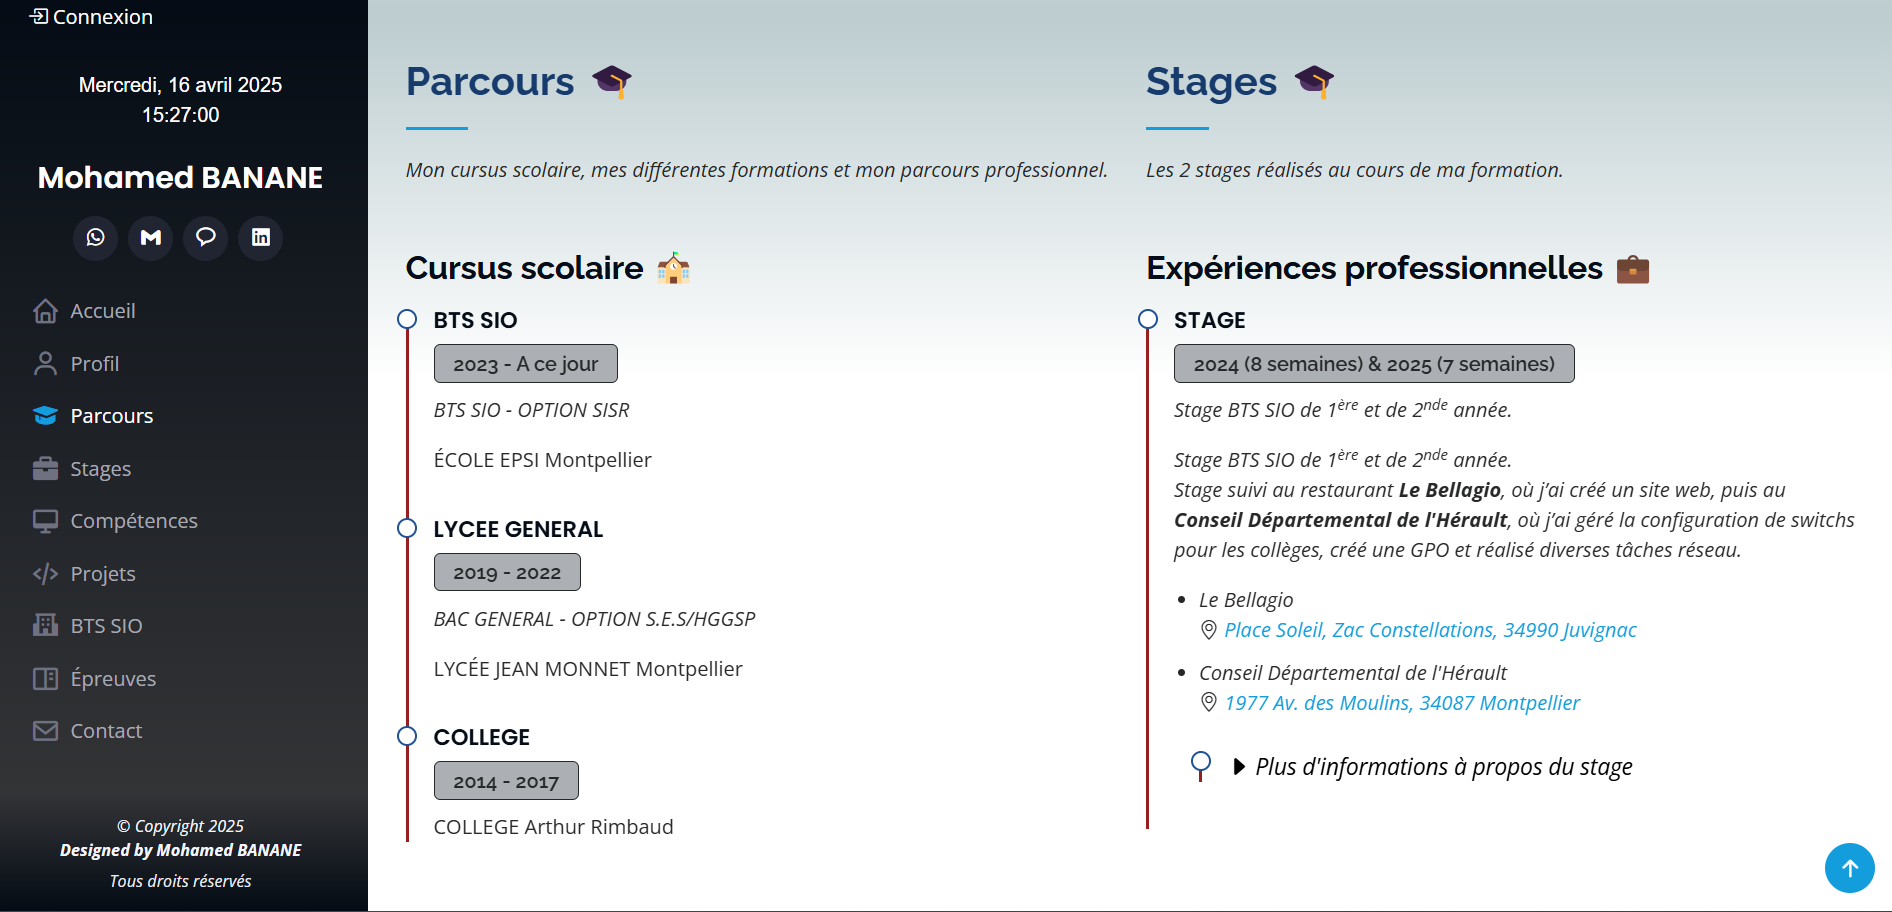 Connexion
Mercredi, 16 avril 2025
15:27:00
Mohamed BANANE
Accueil
Profil
Parcours
Stages
Compétences
Projets
BTS SIO
Épreuves
Contact
© Copyright 2025
Designed by Mohamed BANANE
Tous droits réservés
Parcours
Mon cursus scolaire, mes différentes formations et mon parcours professionnel.
Cursus scolaire
BTS SIO
2023 - A ce jour
BTS SIO - OPTION SISR
ÉCOLE EPSI Montpellier
LYCEE GENERAL
2019 - 2022
BAC GENERAL - OPTION S.E.S/HGGSP
LYCÉE JEAN MONNET Montpellier
COLLEGE
2014 - 2017
COLLEGE Arthur Rimbaud
Stages
Les 2 stages réalisés au cours de ma formation.
Expériences professionnelles
STAGE
2024 (8 semaines) & 2025 (7 semaines)
Stage BTS SIO de 1ère et de 2nde année.
Stage BTS SIO de 1ère et de 2nde année.
Stage suivi au restaurant Le Bellagio, où j’ai créé un site web, puis au
Conseil Départemental de l'Hérault, où j’ai géré la configuration de switchs
pour les collèges, créé une GPO et réalisé diverses tâches réseau.
Le Bellagio
Place Soleil, Zac Constellations, 34990 Juvignac
Conseil Départemental de l'Hérault
1977 Av. des Moulins, 34087 Montpellier
Plus d'informations à propos du stage